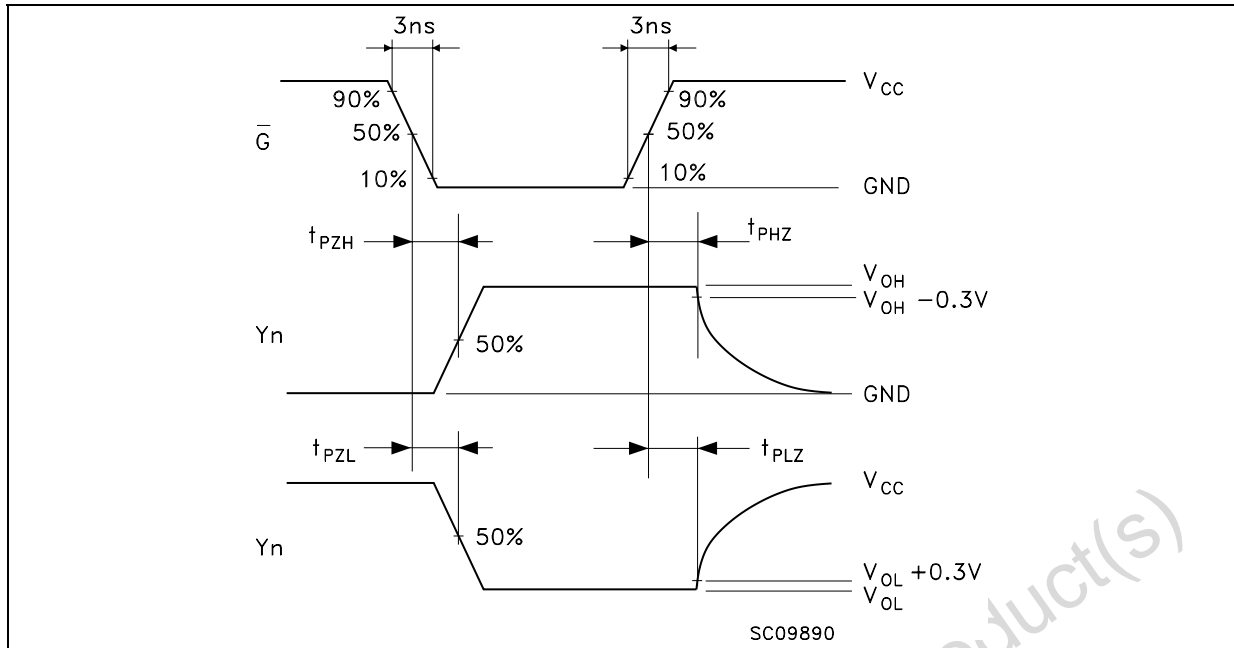 3ns 3ns
V_CC
90% 90%
G̅ 50% 50%
10% 10%
GND
t_PZH t_PHZ
V_OH
V_OH −0.3V
Yn 50%
GND
t_PZL t_PLZ
V_CC
Yn 50%
V_OL +0.3V
V_OL
SC09890
duct(s)